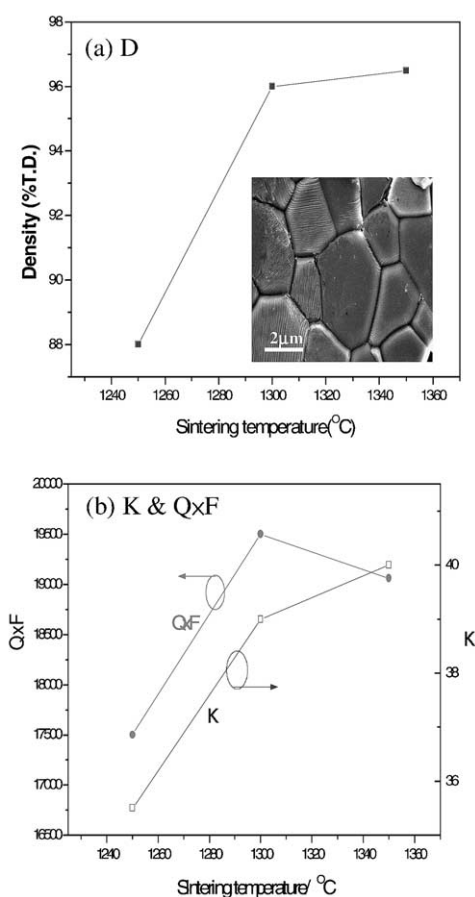 (a) D
98
96
94
92
90
88
Density (%T.D.)
2μm
1240 1260 1280 1300 1320 1340 1360
Sintering temperature(°C)
(b) K & Q×F
20000
19500
19000
18500
18000
17500
17000
16500
QxF
QxF
K
40
38
36
K
1240 1260 1280 1300 1320 1340 1360
Sintering temperature/ °C